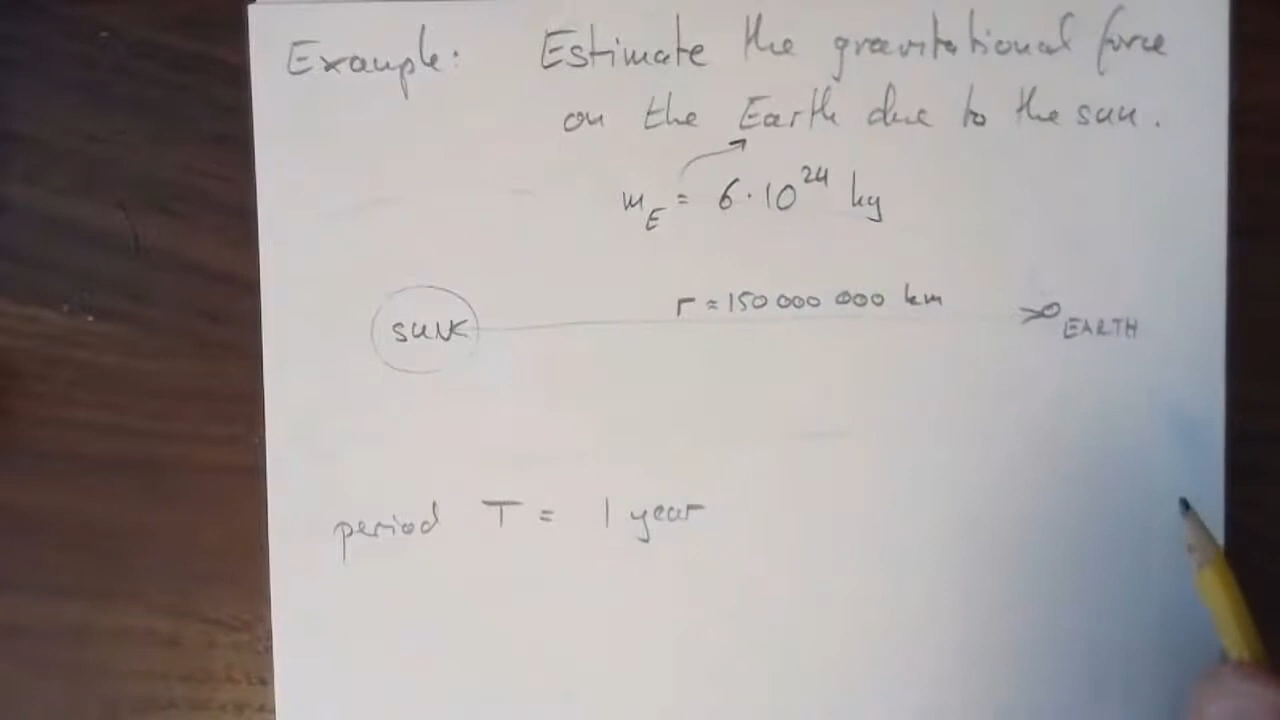 Example: Estimate the gravitational force
on the Earth due to the sun.
m_E = 6·10^24 kg
SUN r ≈ 150 000 000 km EARTH
period T = 1 year